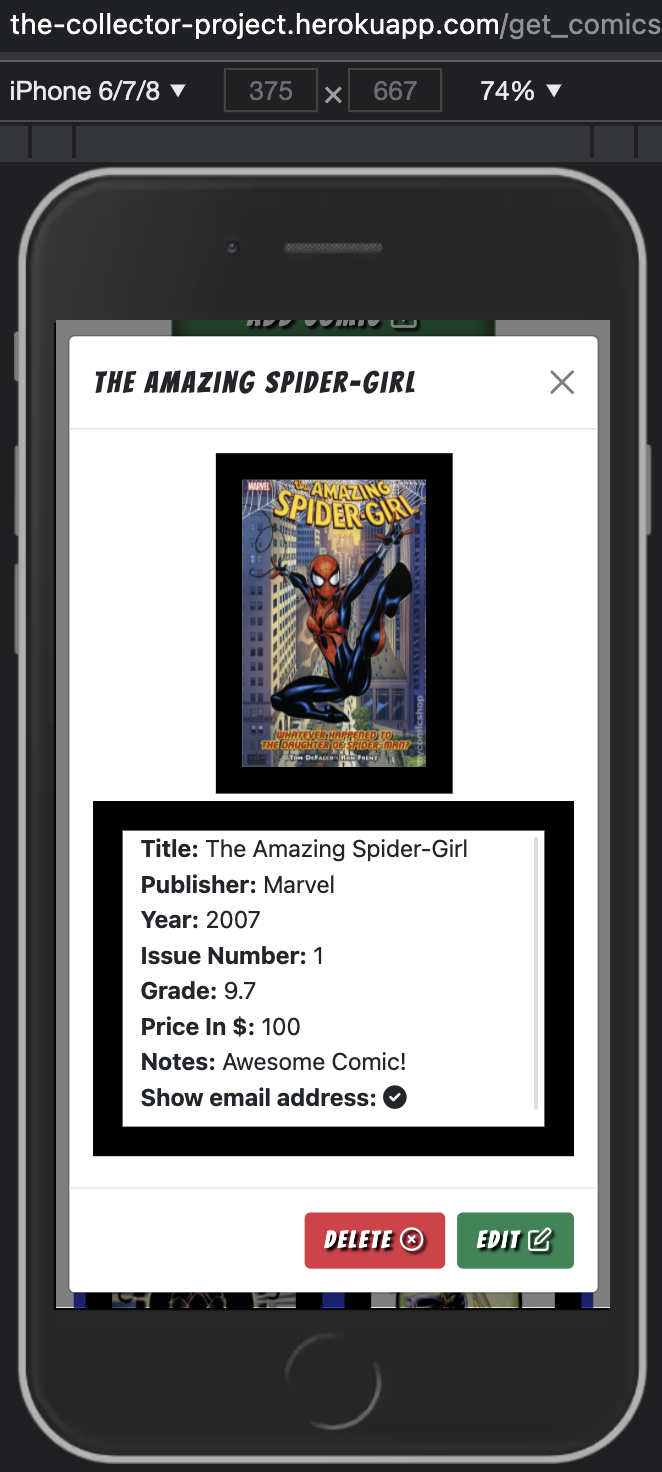 the-collector-project.herokuapp.com/get_comics
iPhone 6/7/8 ▼ 375 × 667 74% ▼
ADD COMIC
THE AMAZING SPIDER-GIRL
MARVEL
the AMAZING
SPIDER-GIRL
mycomicshop
WHATEVER HAPPENED TO
THE DAUGHTER OF SPIDER-MAN?
TOM DEFALCO • RON FRENZ
Title: The Amazing Spider-Girl
Publisher: Marvel
Year: 2007
Issue Number: 1
Grade: 9.7
Price In $: 100
Notes: Awesome Comic!
Show email address:
DELETE EDIT